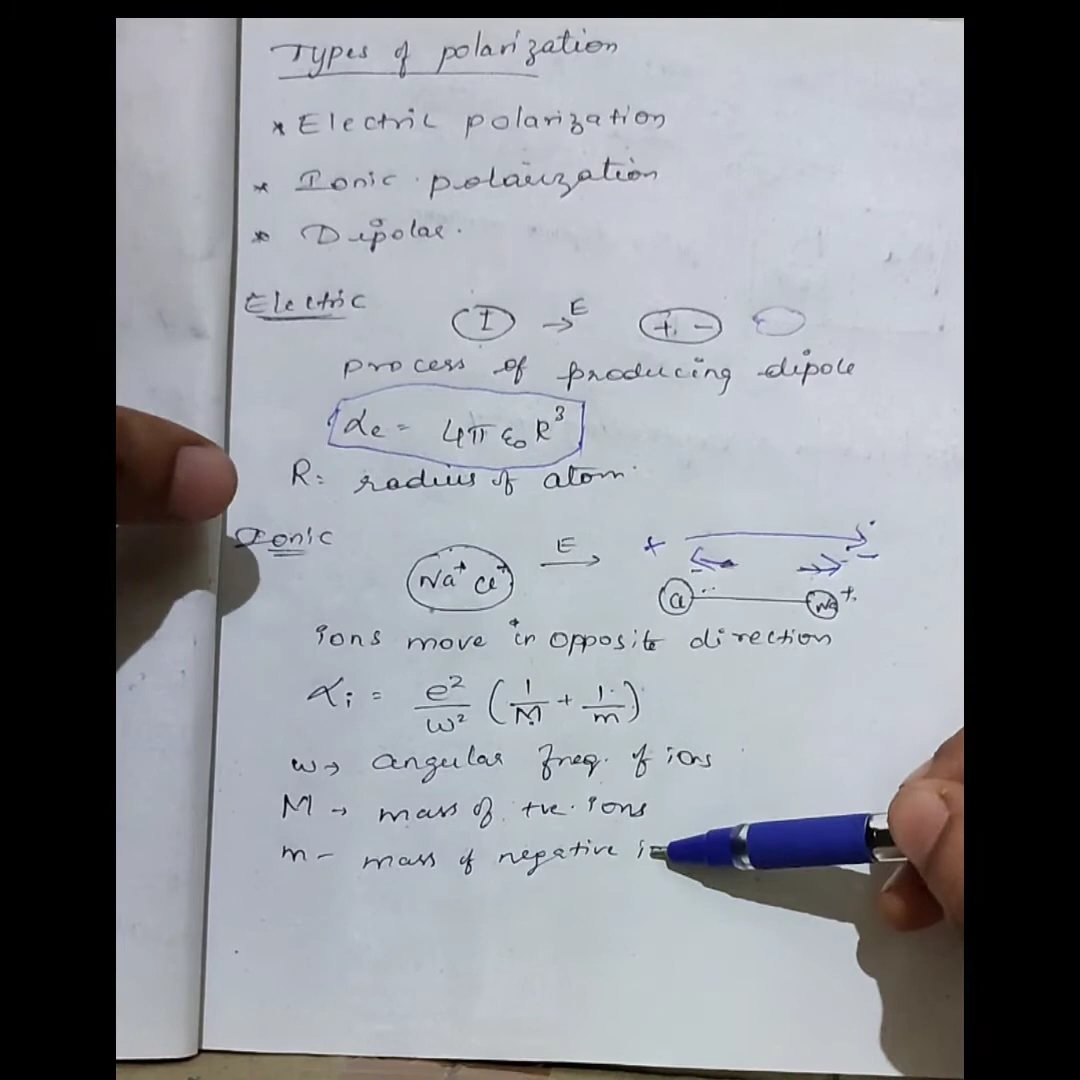 Types of polarization
* Electric polarization
* Ionic polarization
* Dipolar.
Electric I → E + -
process of producing dipole
αe = 4π ε₀ R³
R = radius of atom.
Ionic Na⁺ Cl⁺ E → + -
Cl Na +
ions move in opposite direction
αi = e²/ω² (1/M + 1/m)
ω → angular freq. of ions
M → mass of +ve ions
m - mass of negative i